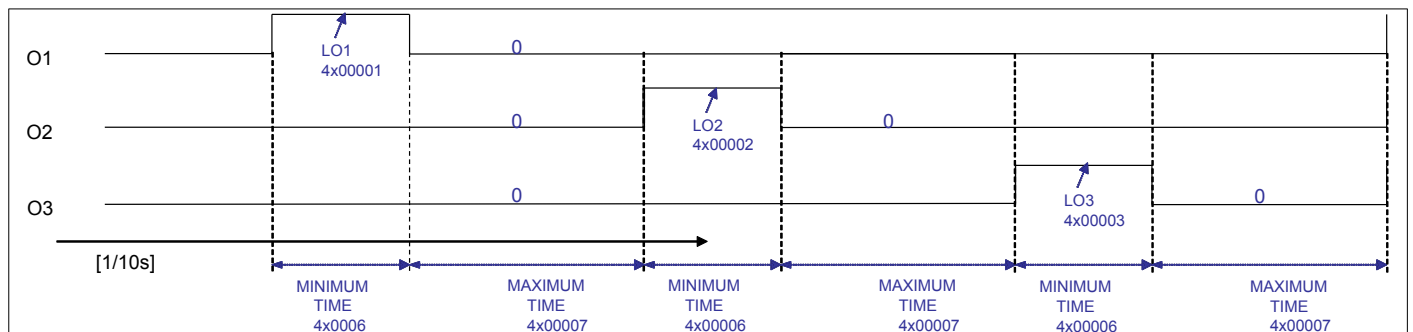 O1
LO1
4x00001
0
O2
0
LO2
4x00002
0
O3
0
LO3
4x00003
0
[1/10s]
MINIMUM
TIME
4x0006
MAXIMUM
TIME
4x00007
MINIMUM
TIME
4x00006
MAXIMUM
TIME
4x00007
MINIMUM
TIME
4x00006
MAXIMUM
TIME
4x00007